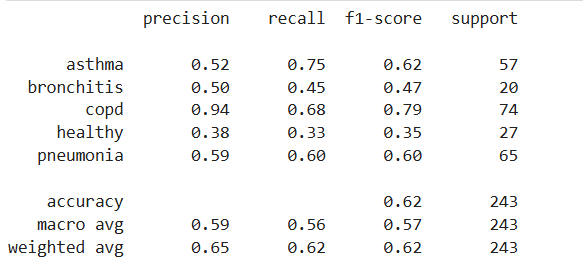 precision recall f1-score support
asthma 0.52 0.75 0.62 57
bronchitis 0.50 0.45 0.47 20
copd 0.94 0.68 0.79 74
healthy 0.38 0.33 0.35 27
pneumonia 0.59 0.60 0.60 65
accuracy 0.62 243
macro avg 0.59 0.56 0.57 243
weighted avg 0.65 0.62 0.62 243